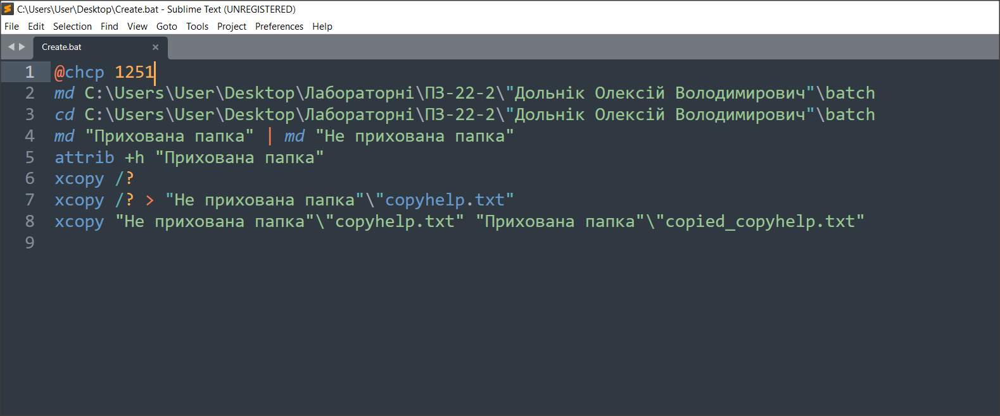 C:\Users\User\Desktop\Create.bat - Sublime Text (UNREGISTERED)
File Edit Selection Find View Goto Tools Project Preferences Help
Create.bat
1 @chcp 1251
2 md C:\Users\User\Desktop\Лабораторні\ПЗ-22-2\"Дольнік Олексій Володимирович"\batch
3 cd C:\Users\User\Desktop\Лабораторні\ПЗ-22-2\"Дольнік Олексій Володимирович"\batch
4 md "Прихована папка" | md "Не прихована папка"
5 attrib +h "Прихована папка"
6 xcopy /?
7 xcopy /? > "Не прихована папка"\"copyhelp.txt"
8 xcopy "Не прихована папка"\"copyhelp.txt" "Прихована папка"\"copied_copyhelp.txt"
9